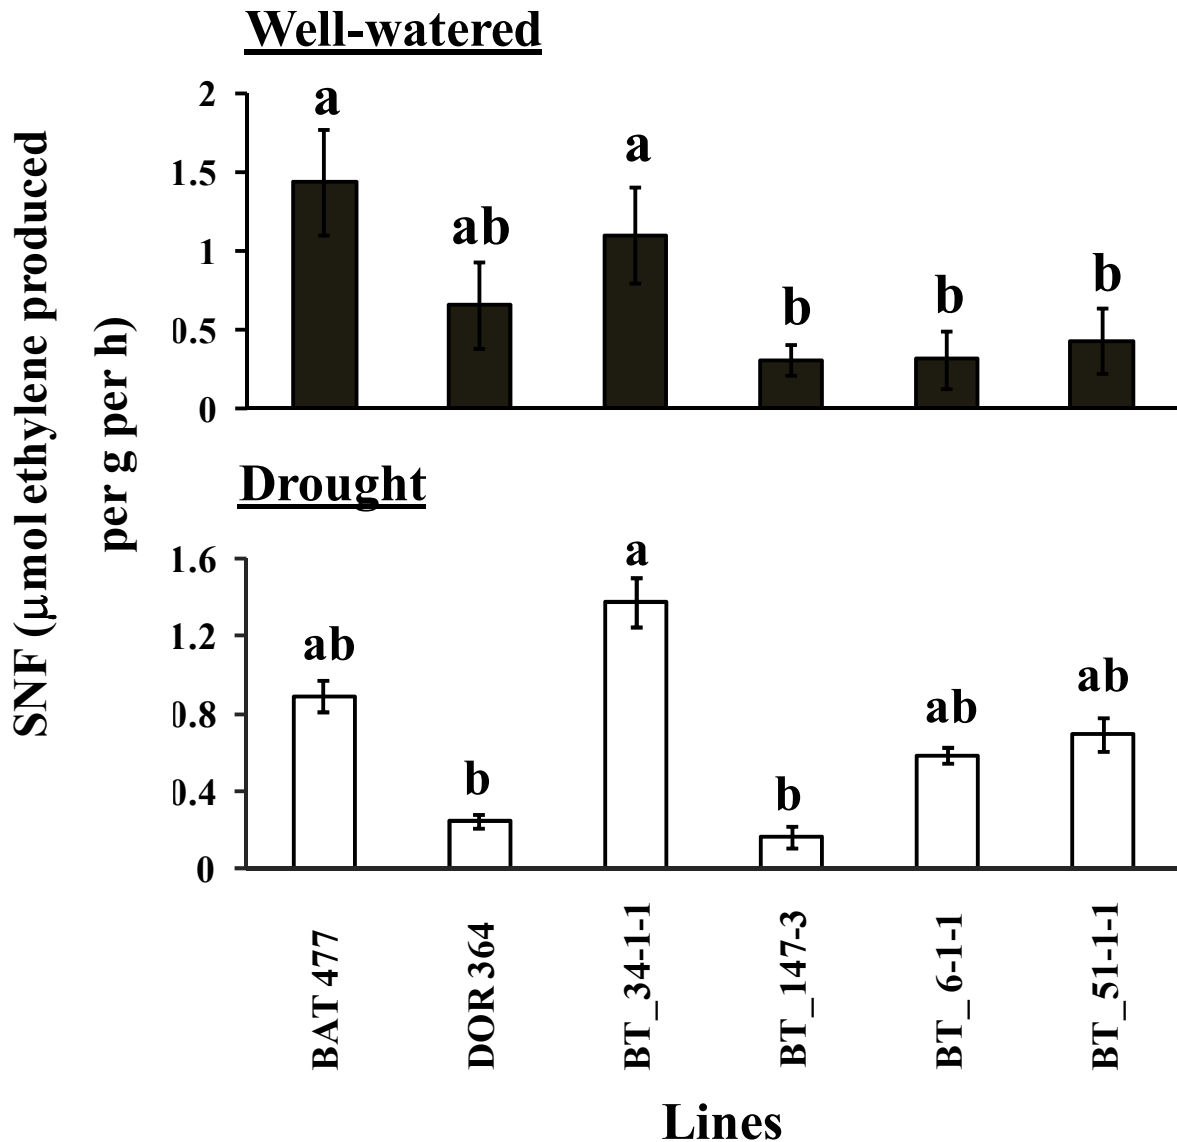 Well-watered
SNF (μmol ethylene produced
per g per h)
2
a
1.5
a
ab
1
b
b
b
0.5
0
Drought
1.6
a
1.2
ab
ab
ab
0.8
b
b
0.4
0
BAT 477
DOR 364
BT_34-1-1
BT_147-3
BT_6-1-1
BT_51-1-1
Lines